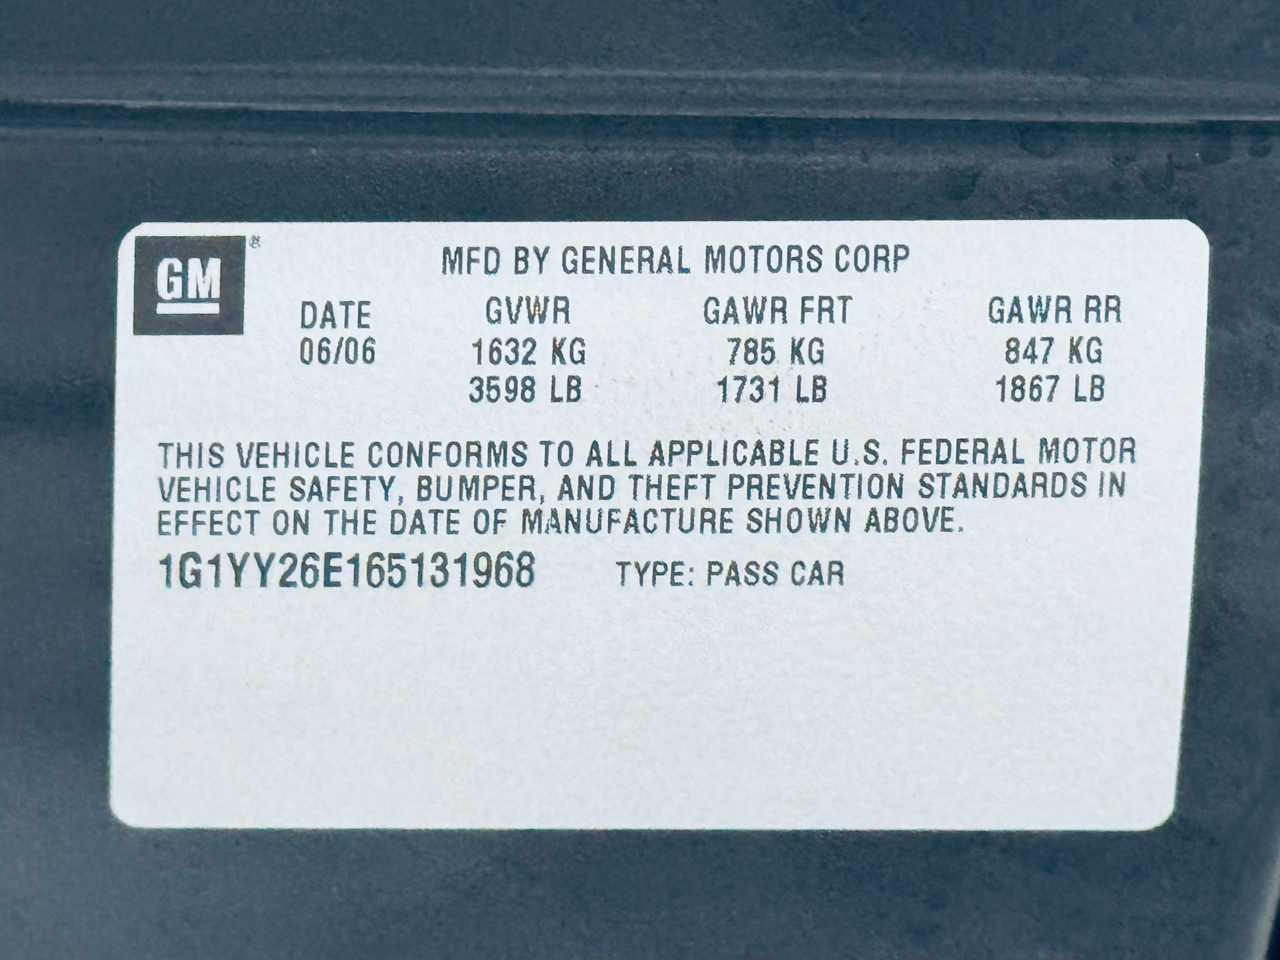 GM ®
MFD BY GENERAL MOTORS CORP
DATE GVWR GAWR FRT GAWR RR
06/06 1632 KG 785 KG 847 KG
3598 LB 1731 LB 1867 LB
THIS VEHICLE CONFORMS TO ALL APPLICABLE U.S. FEDERAL MOTOR
VEHICLE SAFETY, BUMPER, AND THEFT PREVENTION STANDARDS IN
EFFECT ON THE DATE OF MANUFACTURE SHOWN ABOVE.
1G1YY26E165131968 TYPE: PASS CAR